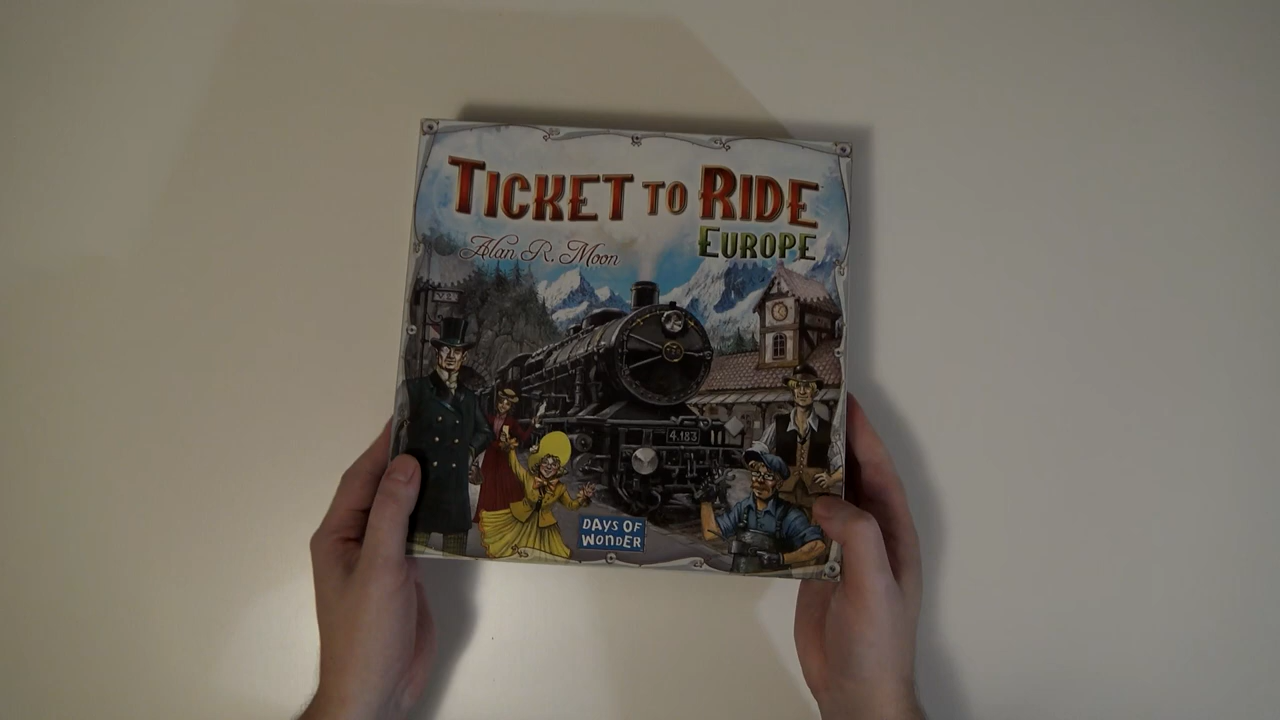 TICKET TO RIDE
EUROPE
Alan R. Moon
4.183
DAYS OF
WONDER